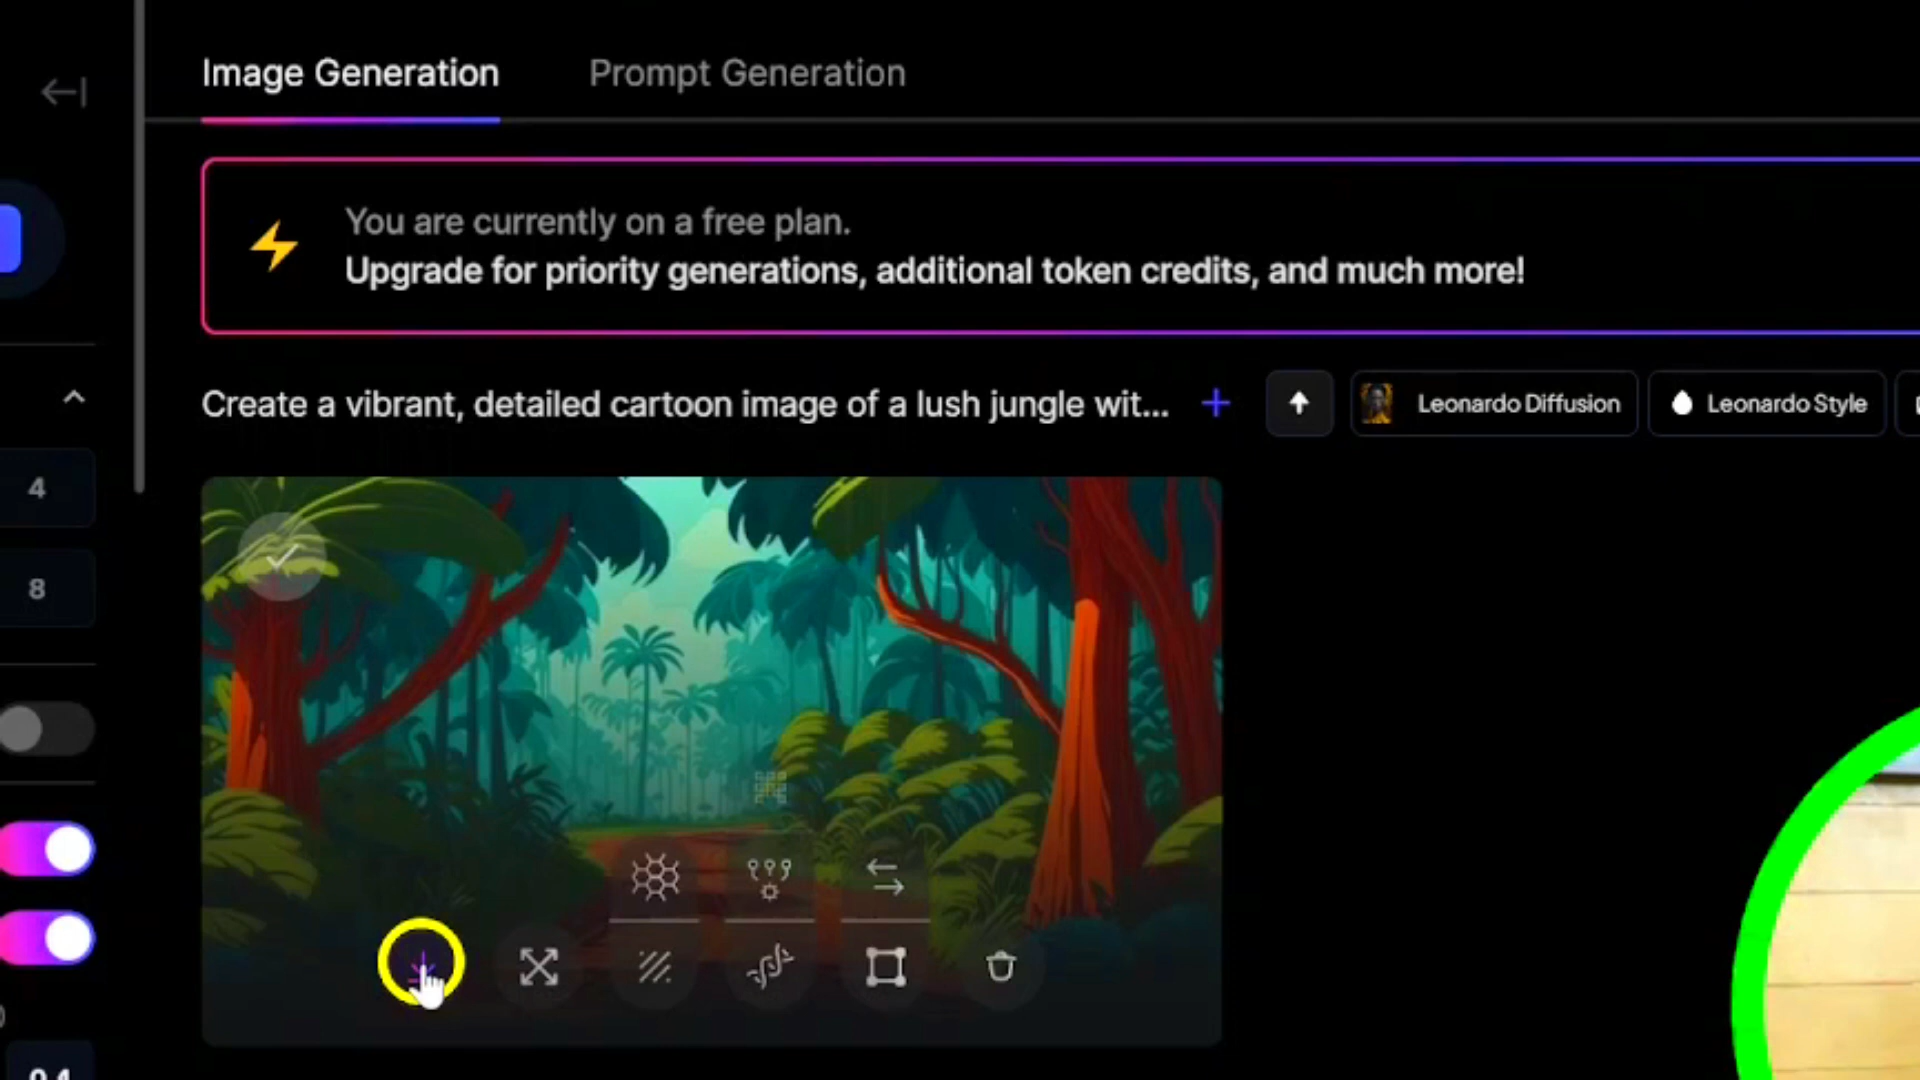 Image Generation
Prompt Generation
You are currently on a free plan.
Upgrade for priority generations, additional token credits, and much more!
Create a vibrant, detailed cartoon image of a lush jungle wit...
Leonardo Diffusion
Leonardo Style
4
8